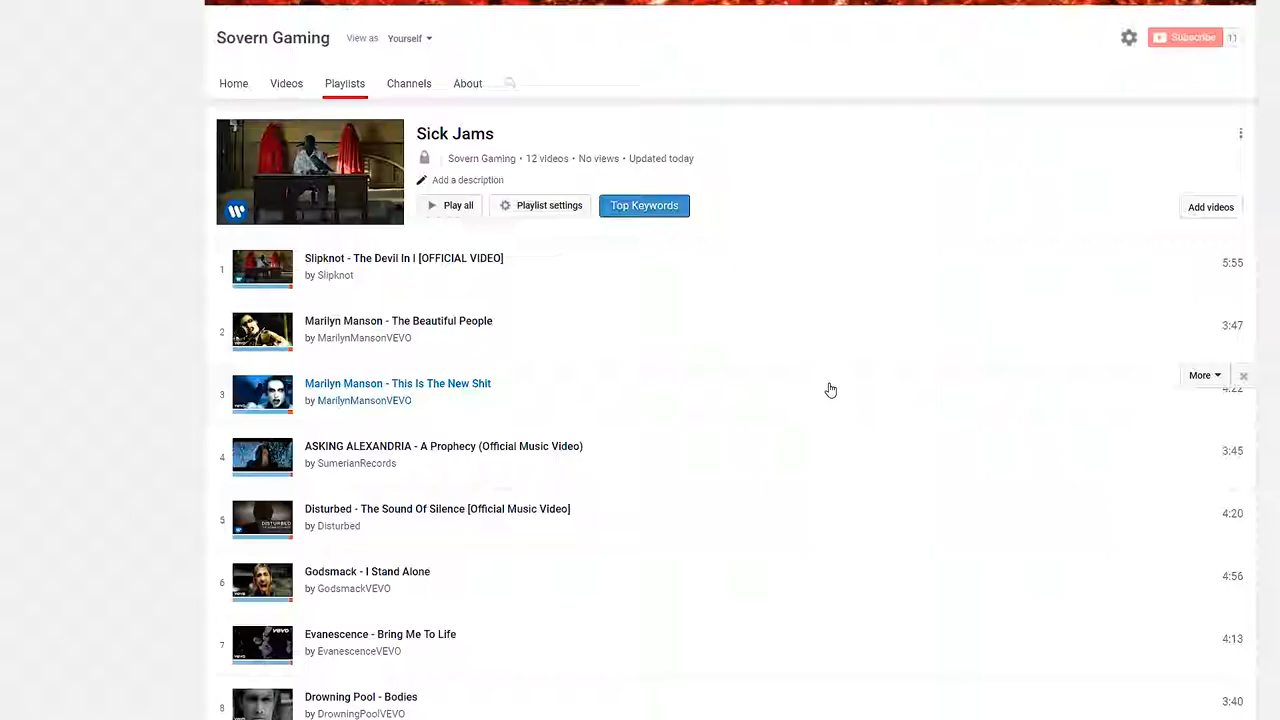 Sovern Gaming View as Yourself Subscribe 11
Home Videos Playlists Channels About
Sick Jams
Sovern Gaming • 12 videos • No views • Updated today
Add a description
Play all Playlist settings Top Keywords Add videos
1 Slipknot - The Devil In I [OFFICIAL VIDEO] 5:55
by Slipknot
2 Marilyn Manson - The Beautiful People 3:47
by MarilynMansonVEVO
More
3 Marilyn Manson - This Is The New Shit 4:22
by MarilynMansonVEVO
4 ASKING ALEXANDRIA - A Prophecy (Official Music Video) 3:45
by SumerianRecords
5 Disturbed - The Sound Of Silence [Official Music Video] 4:20
by Disturbed
6 Godsmack - I Stand Alone 4:56
by GodsmackVEVO
7 Evanescence - Bring Me To Life 4:13
by EvanescenceVEVO
8 Drowning Pool - Bodies 3:40
by DrowningPoolVEVO